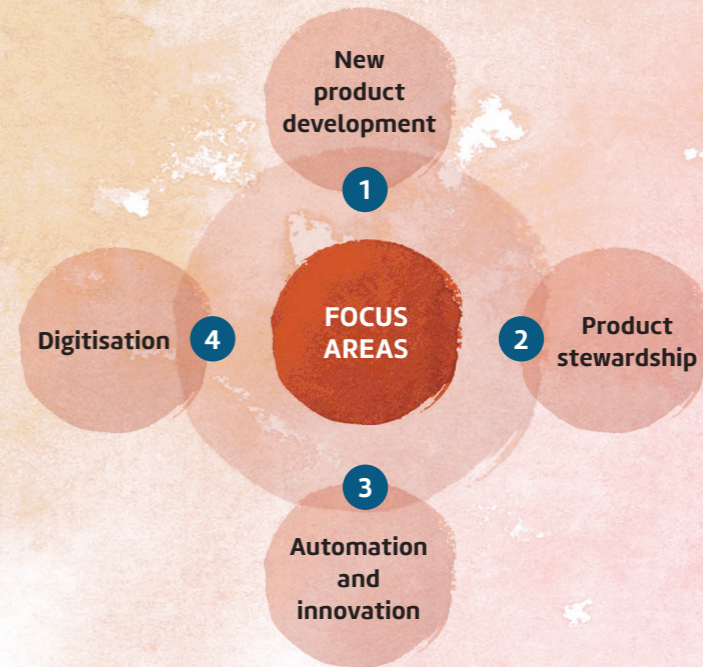 New
product
development
1
FOCUS
AREAS
2
Product
stewardship
3
Automation
and
innovation
4
Digitisation